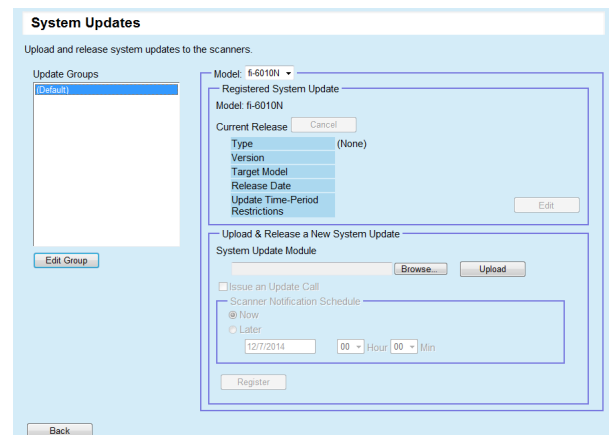 System Updates
Upload and release system updates to the scanners.
Update Groups
(Default)
Edit Group
Model: fi-6010N
Registered System Update
Model: fi-6010N
Current Release Cancel
Type (None)
Version
Target Model
Release Date
Update Time-Period
Restrictions
Edit
Upload & Release a New System Update
System Update Module
Browse... Upload
Issue an Update Call
Scanner Notification Schedule
Now
Later
12/7/2014 00 Hour 00 Min
Register
Back